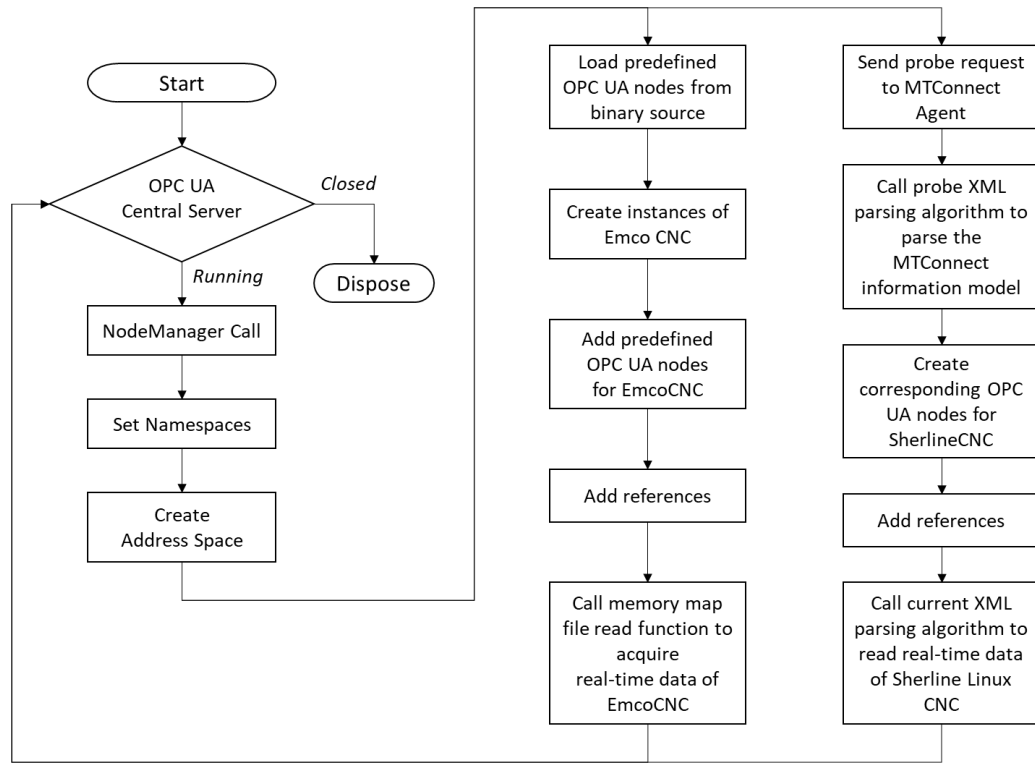 Start
OPC UA
Central Server
Closed
Dispose
Running
NodeManager Call
Set Namespaces
Create
Address Space
Load predefined
OPC UA nodes from
binary source
Create instances of
Emco CNC
Add predefined
OPC UA nodes
for EmcoCNC
Add references
Call memory map
file read function to
acquire
real-time data of
EmcoCNC
Send probe request
to MTConnect
Agent
Call probe XML
parsing algorithm to
parse the
MTConnect
information model
Create
corresponding OPC
UA nodes for
SherlineCNC
Add references
Call current XML
parsing algorithm to
read real-time data
of Sherline Linux
CNC